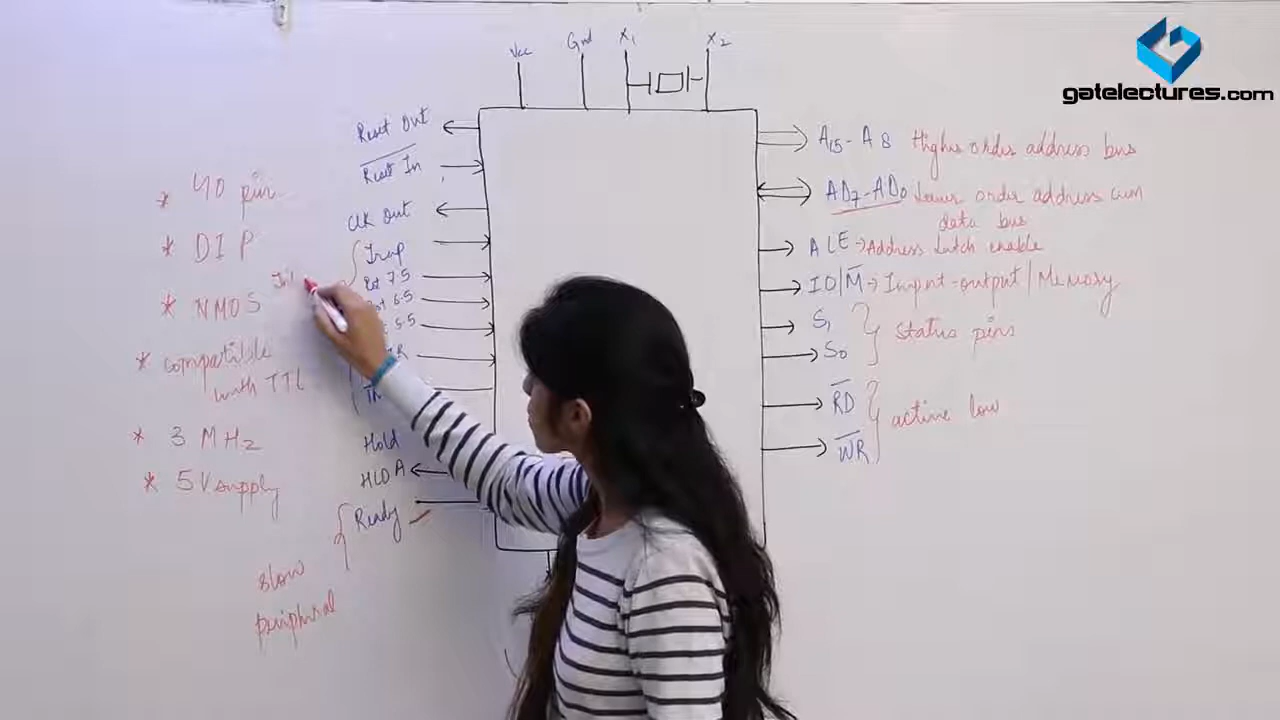 gatelectures.com
Vcc
Gnd
X1
X2
Reset Out
Reset In
Clk Out
Trap
Rst 7.5
6.5
5.5
R
Hold
HLDA
Ready
slow
peripheral
* 40 pin
* DIP
* NMOS
* compatible
with TTL
* 3 MHz
* 5V supply
A15 - A8 Higher order address bus
AD7 - AD0 Lower order address cum
data bus
ALE → Address Latch enable
IO/M → Input-output / Memory
S1
S0
Status pins
RD
WR
active low